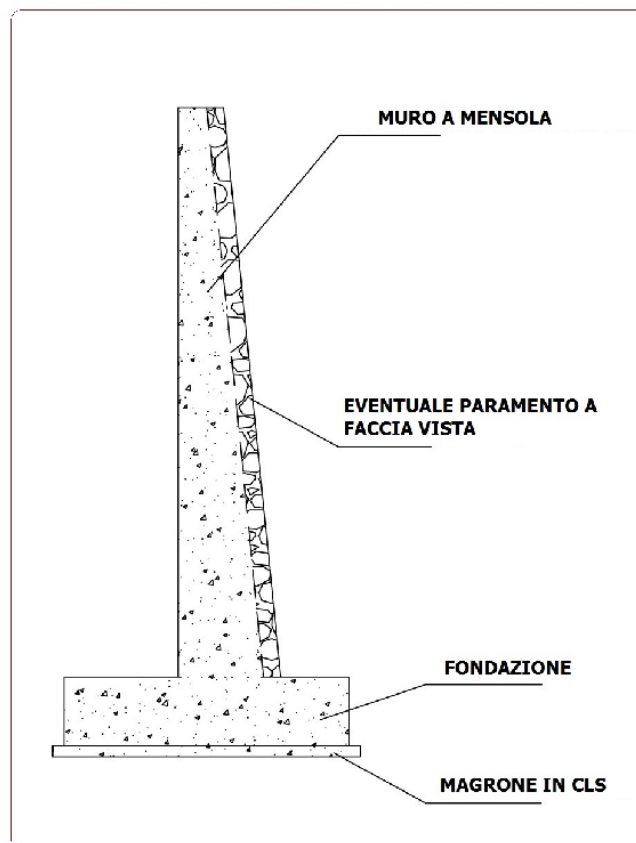 MURO A MENSOLA
EVENTUALE PARAMENTO A
FACCIA VISTA
FONDAZIONE
MAGRONE IN CLS